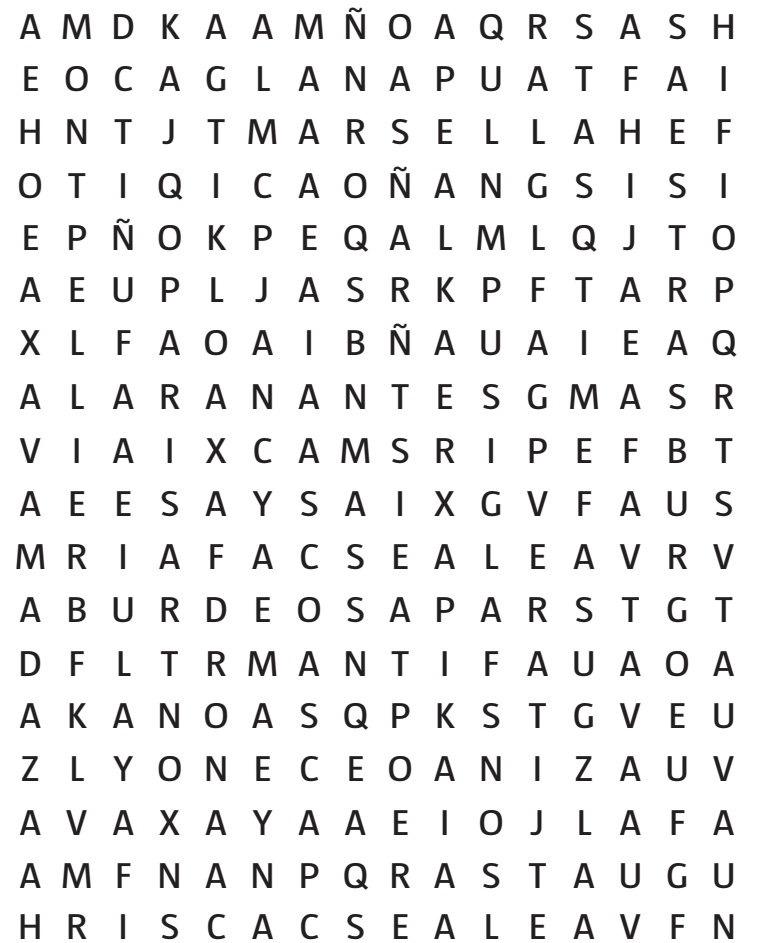 A M D K A A M Ñ O A Q R S A S H
E O C A G L A N A P U A T F A I
H N T J T M A R S E L L A H E F
O T I Q I C A O Ñ A N G S I S I
E P Ñ O K P E Q A L M L Q J T O
A E U P L J A S R K P F T A R P
X L F A O A I B Ñ A U A I E A Q
A L A R A N A N T E S G M A S R
V I A I X C A M S R I P E F B T
A E E S A Y S A I X G V F A U S
M R I A F A C S E A L E A V R V
A B U R D E O S A P A R S T G T
D F L T R M A N T I F A U A O A
A K A N O A S Q P K S T G V E U
Z L Y O N E C E O A N I Z A U V
A V A X A Y A A E I O J L A F A
A M F N A N P Q R A S T A U G U
H R I S C A C S E A L E A V F N